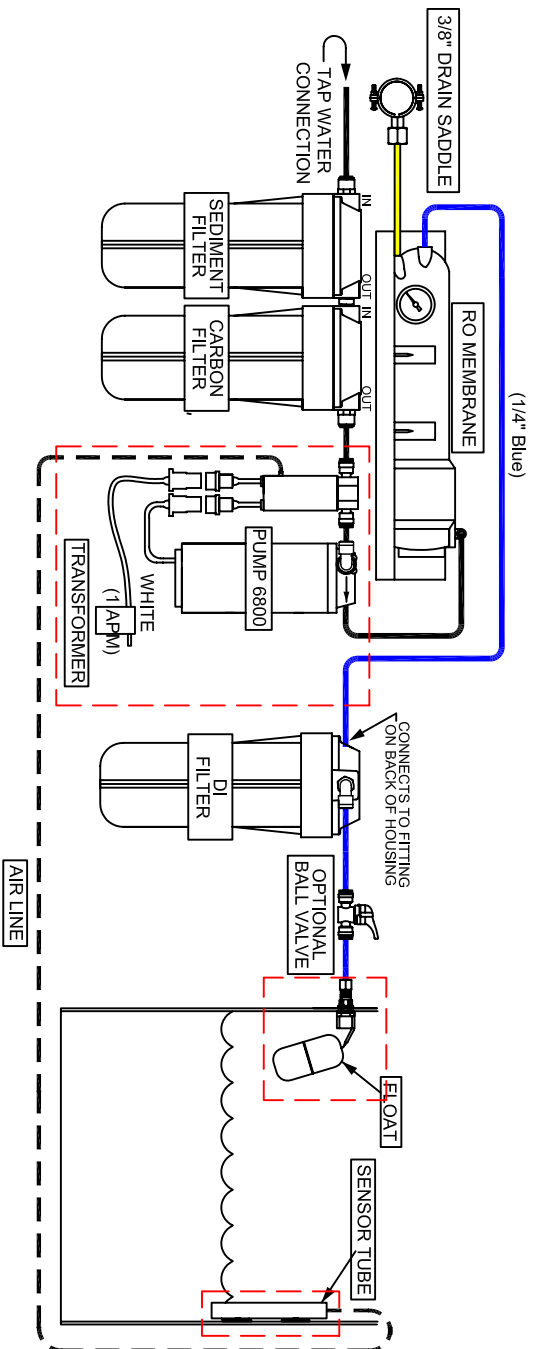 3/8" DRAIN SADDLE
TAP WATER
CONNECTION
RO MEMBRANE
(1/4" Blue)
IN
OUT
IN
OUT
SEDIMENT
FILTER
CARBON
FILTER
PUMP 6800
WHITE
(1 APM)
TRANSFORMER
CONNECTS TO FITTING
ON BACK OF HOUSING
DI
FILTER
OPTIONAL
BALL VALVE
FLOAT
SENSOR TUBE
AIR LINE